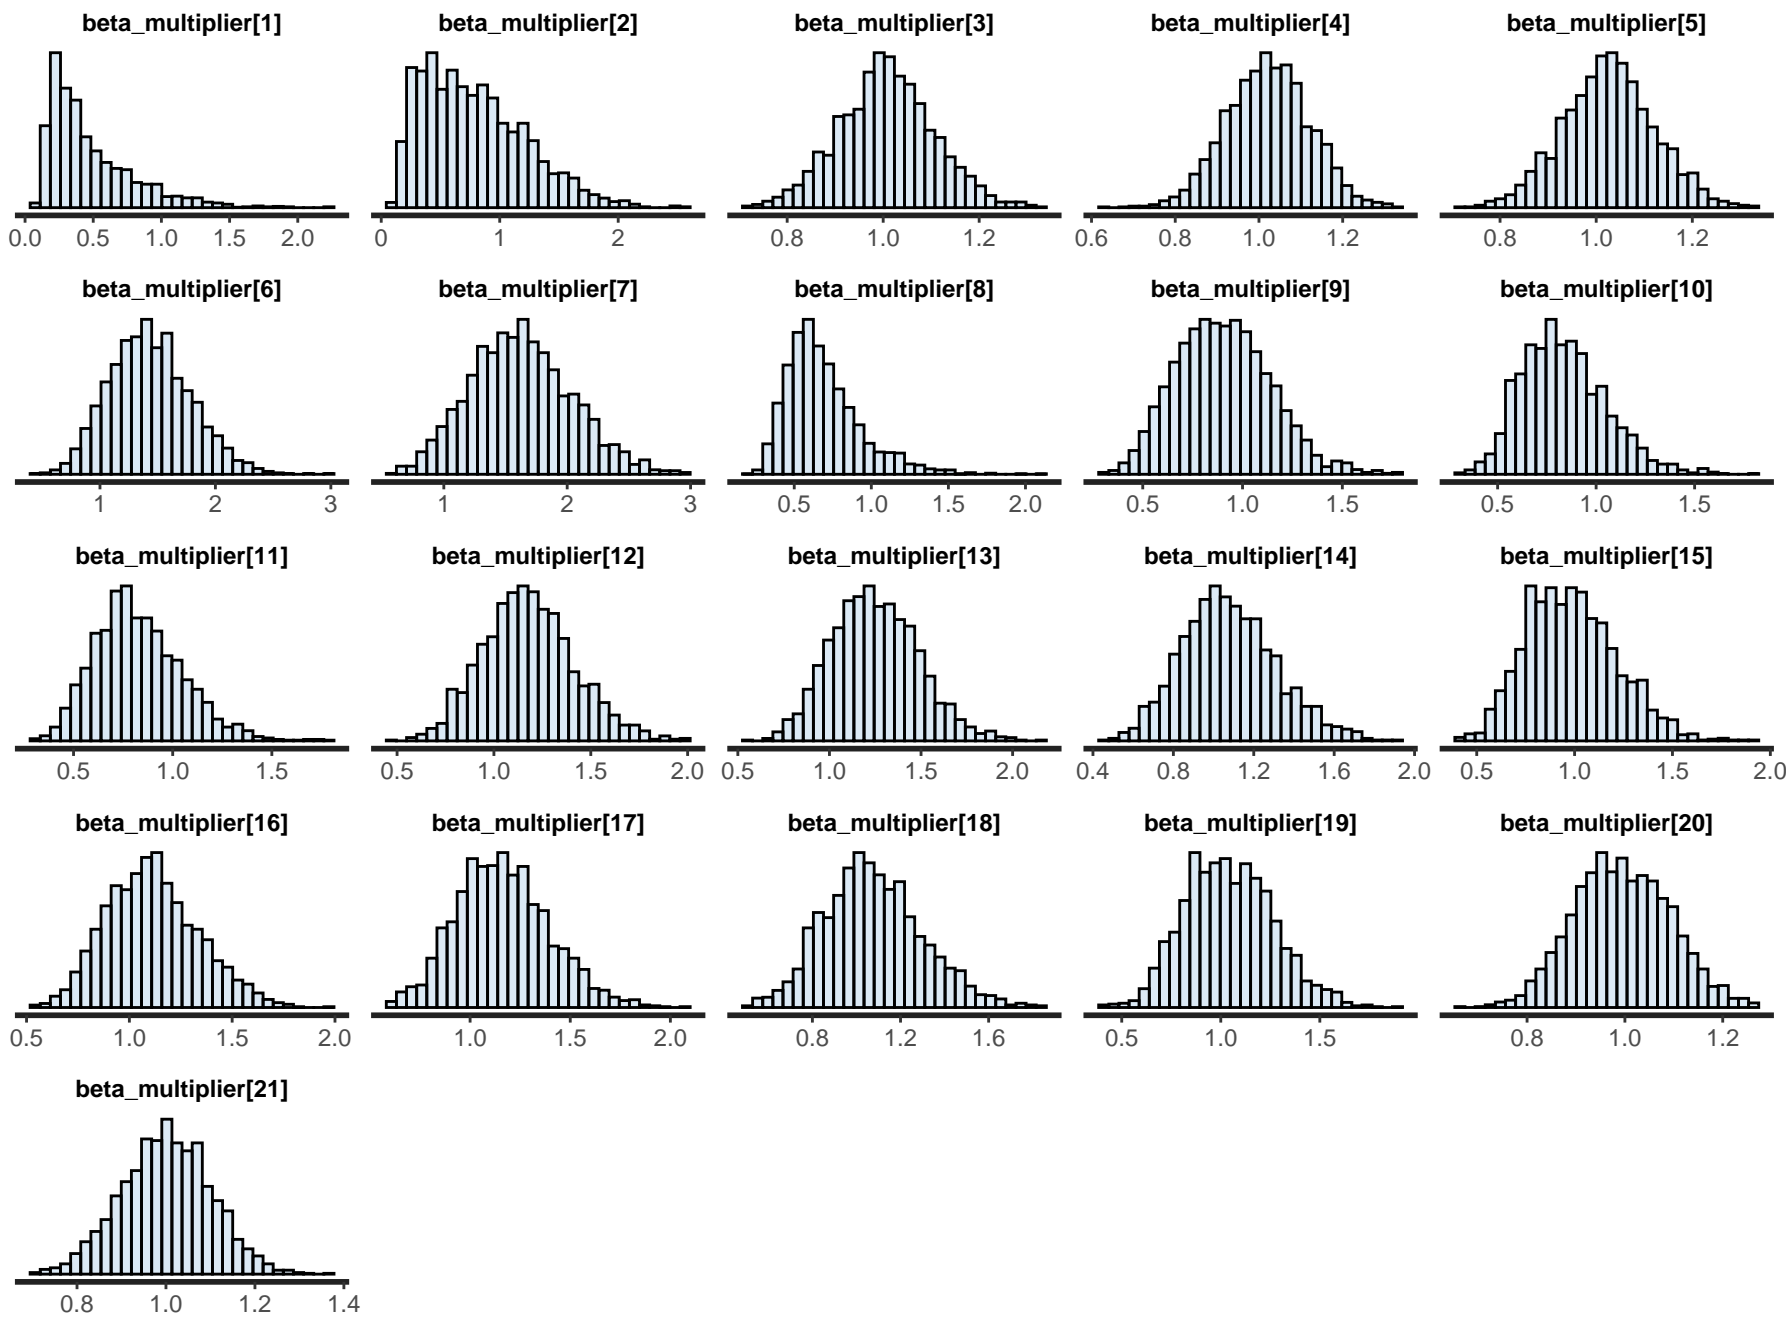 beta_multiplier[1] beta_multiplier[2] beta_multiplier[3] beta_multiplier[4] beta_multiplier[5]
0.0 0.5 1.0 1.5 2.0 0 1 2 0.8 1.0 1.2 0.6 0.8 1.0 1.2 0.8 1.0 1.2
beta_multiplier[6] beta_multiplier[7] beta_multiplier[8] beta_multiplier[9] beta_multiplier[10]
1 2 3 1 2 3 0.5 1.0 1.5 2.0 0.5 1.0 1.5 0.5 1.0 1.5
beta_multiplier[11] beta_multiplier[12] beta_multiplier[13] beta_multiplier[14] beta_multiplier[15]
0.5 1.0 1.5 0.5 1.0 1.5 2.0 0.5 1.0 1.5 2.0 0.4 0.8 1.2 1.6 2.0 0.5 1.0 1.5 2.0
beta_multiplier[16] beta_multiplier[17] beta_multiplier[18] beta_multiplier[19] beta_multiplier[20]
0.5 1.0 1.5 2.0 1.0 1.5 2.0 0.8 1.2 1.6 0.5 1.0 1.5 0.8 1.0 1.2
beta_multiplier[21]
0.8 1.0 1.2 1.4